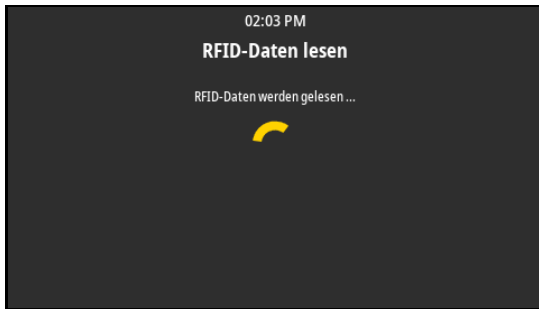 02:03 PM
RFID-Daten lesen
RFID-Daten werden gelesen ...